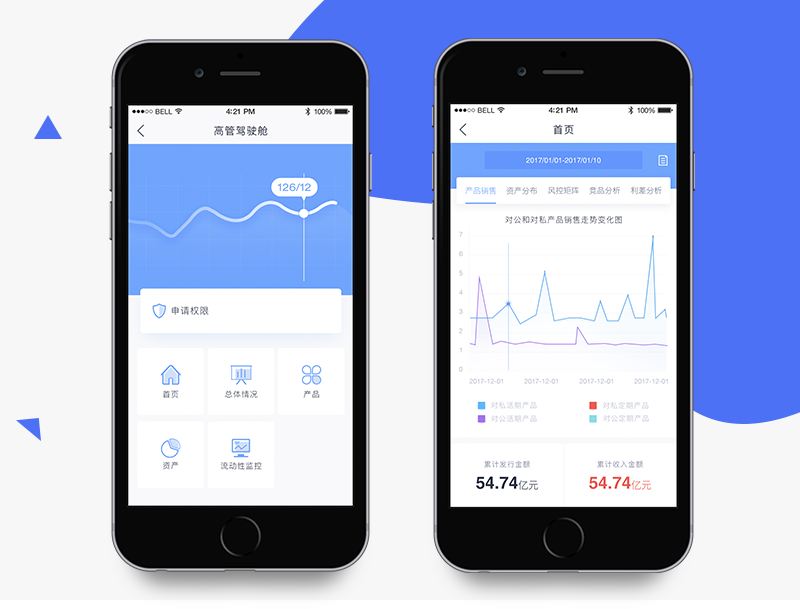 BELL
4:21 PM
100%
高管驾驶舱
126/12
申请权限
首页
总体情况
产品
资产
流动性监控
BELL
4:21 PM
100%
首页
2017/01/01-2017/01/10
产品销售 资产分布 风控矩阵 竞品分析 利差分析
对公和对私产品销售走势变化图
7
6
5
4
3
2
1
0
2017-12-01 2017-12-01 2017-12-01 2017-12-01
对私活期产品 对私定期产品
对公活期产品 对公定期产品
累计发行金额 累计收入金额
54.74亿元 54.74亿元